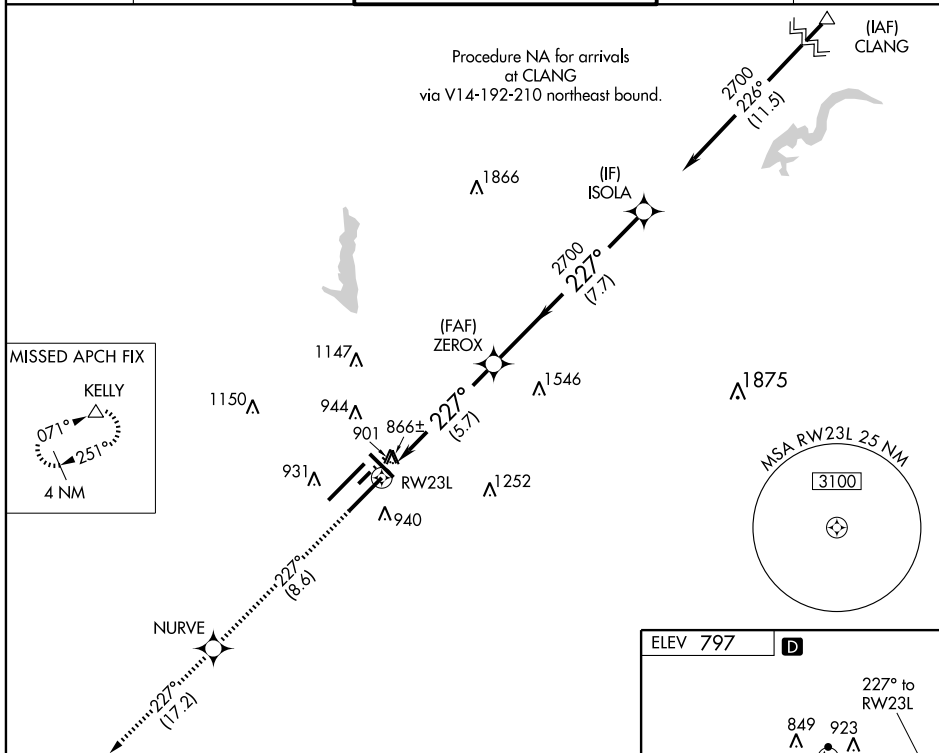 (IAF)
CLANG
Procedure NA for arrivals
at CLANG
via V14-192-210 northeast bound.
2700
226°
(11.5)
1866
(IF)
ISOLA
2700
227°
(7.7)
(FAF)
ZEROX
1147
1546
1875
MISSED APCH FIX
KELLY
071°
251°
4 NM
1150
944
227°
(5.7)
901
866±
931
RW23L
1252
940
MSA RW23L 25 NM
3100
227°
(8.6)
NURVE
227°
(17.2)
ELEV 797
D
227° to
RW23L
849
923